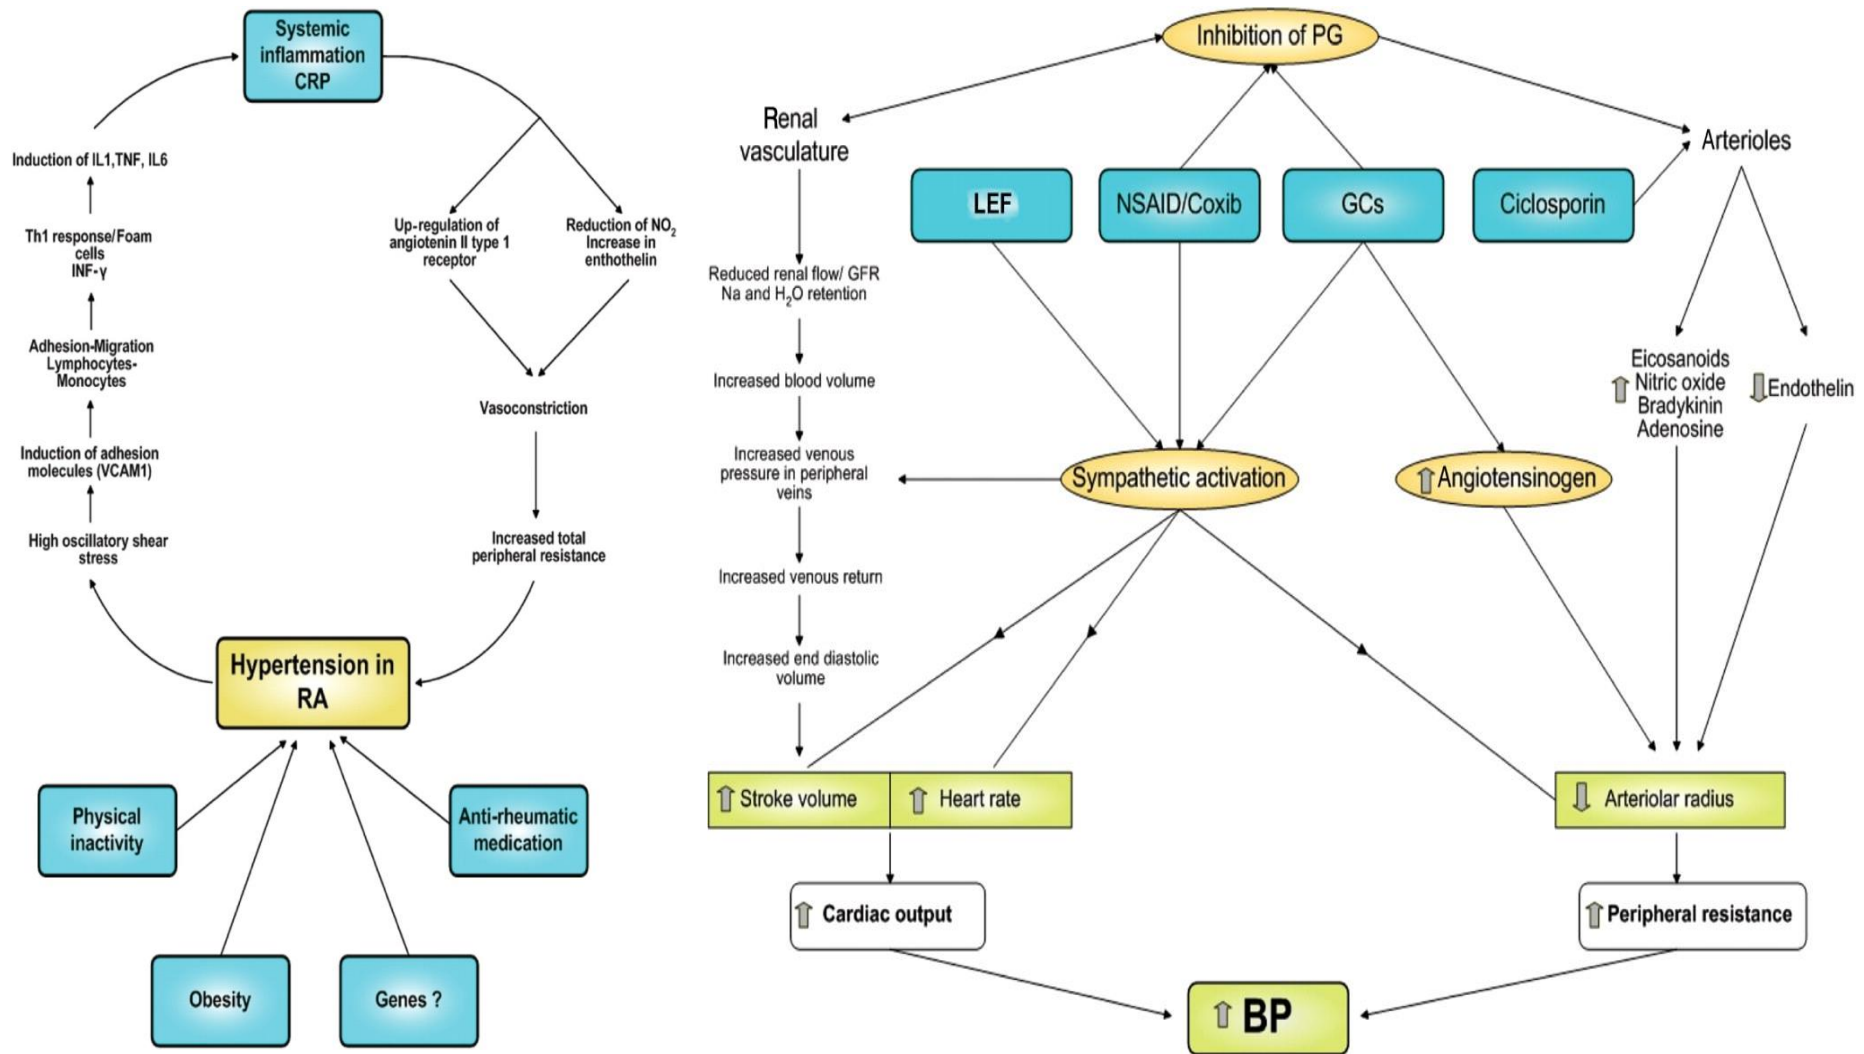 Systemic
inflammation
CRP
Induction of IL1,TNF, IL6
Th1 response/Foam
cells
INF-γ
Adhesion-Migration
Lymphocytes-
Monocytes
Induction of adhesion
molecules (VCAM1)
High oscillatory shear
stress
Up-regulation of
angiotenin II type 1
receptor
Reduction of NO₂
Increase in
enthothelin
Vasoconstriction
Increased total
peripheral resistance
Hypertension in
RA
Physical
inactivity
Anti-rheumatic
medication
Obesity
Genes ?
Inhibition of PG
Renal
vasculature
Arterioles
LEF
NSAID/Coxib
GCs
Ciclosporin
Reduced renal flow/ GFR
Na and H₂O retention
Increased blood volume
Increased venous
pressure in peripheral
veins
Increased venous return
Increased end diastolic
volume
Sympathetic activation
Angiotensinogen
Eicosanoids
Nitric oxide
Bradykinin
Adenosine
Endothelin
Stroke volume
Heart rate
Arteriolar radius
Cardiac output
Peripheral resistance
BP